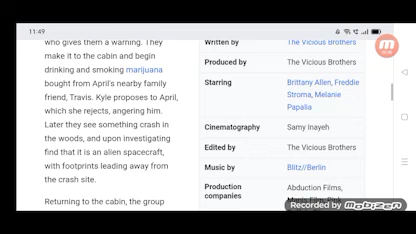 11:49
who gives them a warning. They
make it to the cabin and begin
drinking and smoking marijuana
bought from April's nearby family
friend, Travis. Kyle proposes to April,
which she rejects, angering him.
Later they see something crash in
the woods, and upon investigating
find that it is an alien spacecraft,
with footprints leading away from
the crash site.
Returning to the cabin, the group
Written by The Vicious Brothers
Produced by The Vicious Brothers
Starring Brittany Allen, Freddie
Stroma, Melanie
Papalia
Cinematography Samy Inayeh
Edited by The Vicious Brothers
Music by Blitz//Berlin
Production Abduction Films,
companies
Recorded by Mobizen